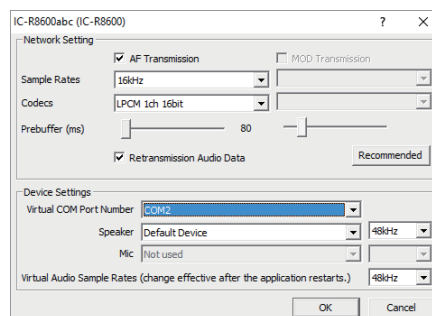 IC-R8600abc (IC-R8600) ? ×
Network Setting
AF Transmission MOD Transmission
Sample Rates 16kHz
Codecs LPCM 1ch 16bit
Prebuffer (ms) 80
Retransmission Audio Data Recommended
Device Settings
Virtual COM Port Number COM2
Speaker Default Device 48kHz
Mic Not used
Virtual Audio Sample Rates (change effective after the application restarts.) 48kHz
OK Cancel